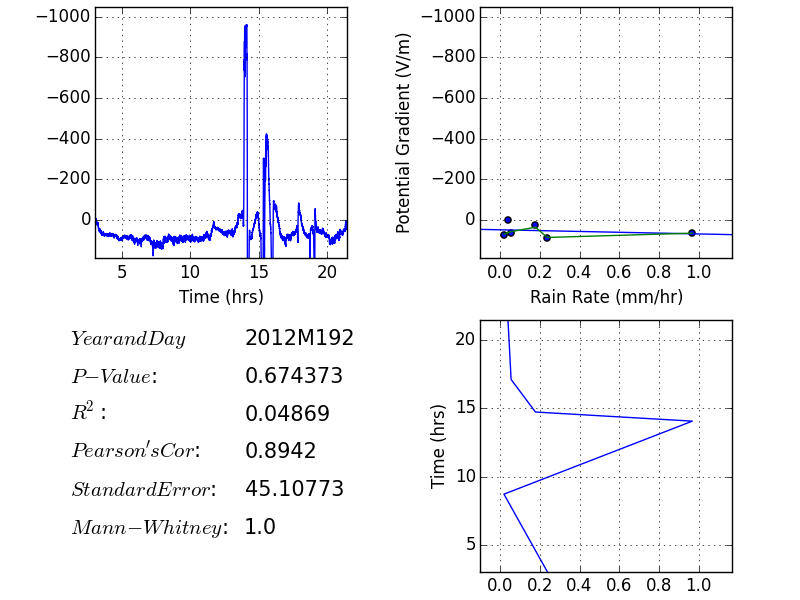 −1000
−800
−600
−400
−200
0
5 10 15 20
Time (hrs)
Potential Gradient (V/m)
−1000
−800
−600
−400
−200
0
0.0 0.2 0.4 0.6 0.8 1.0
Rain Rate (mm/hr)
YearandDay 2012M192
P−Value: 0.674373
R²: 0.04869
Pearson'sCor: 0.8942
StandardError: 45.10773
Mann−Whitney: 1.0
Time (hrs)
20
15
10
5
0.0 0.2 0.4 0.6 0.8 1.0